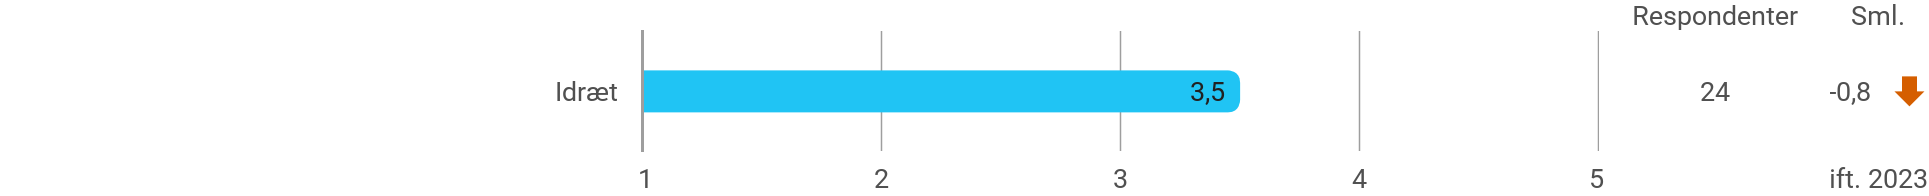 Respondenter Sml.
Idræt 3,5 24 -0,8
1 2 3 4 5 ift. 2023